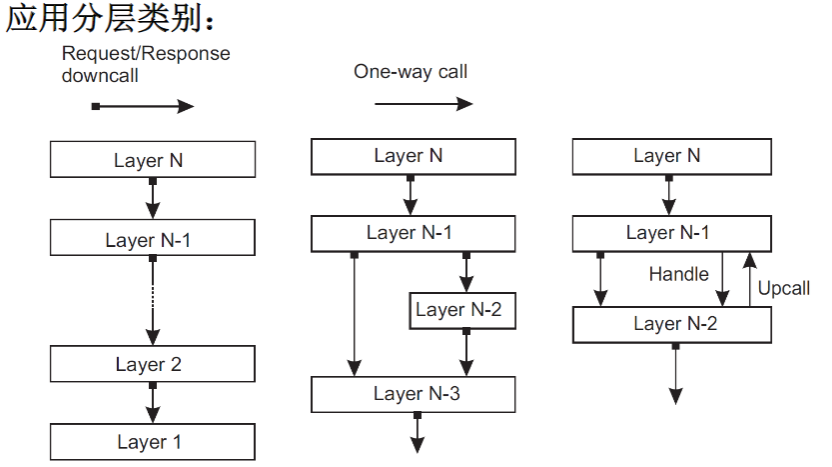 应用分层类别：
Request/Response
downcall
One-way call
Layer N
Layer N-1
Layer 2
Layer 1
Layer N
Layer N-1
Layer N-2
Layer N-3
Layer N
Layer N-1
Handle
Upcall
Layer N-2